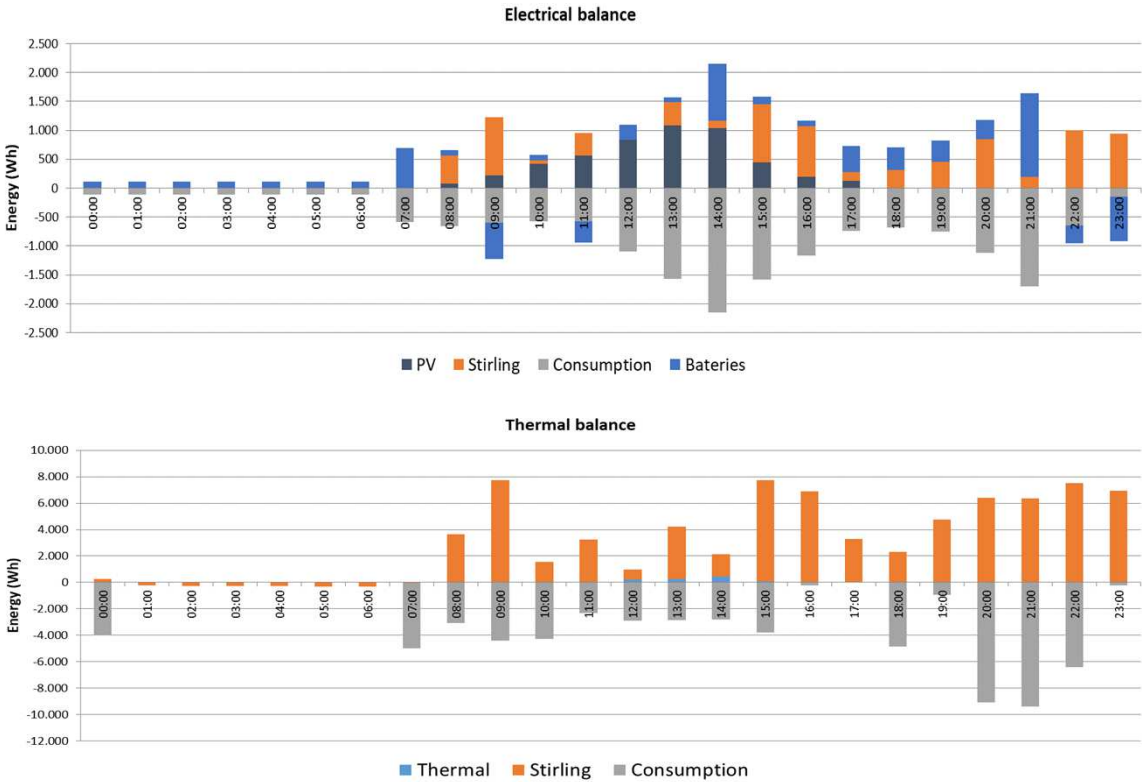 Electrical balance
Energy (Wh)
2.500
2.000
1.500
1.000
500
0
-500
-1.000
-1.500
-2.000
-2.500
00:00 01:00 02:00 03:00 04:00 05:00 06:00 07:00 08:00 09:00 10:00 11:00 12:00 13:00 14:00 15:00 16:00 17:00 18:00 19:00 20:00 21:00 22:00 23:00
PV Stirling Consumption Bateries
Thermal balance
Energy (Wh)
10.000
8.000
6.000
4.000
2.000
0
-2.000
-4.000
-6.000
-8.000
-10.000
-12.000
00:00 01:00 02:00 03:00 04:00 05:00 06:00 07:00 08:00 09:00 10:00 11:00 12:00 13:00 14:00 15:00 16:00 17:00 18:00 19:00 20:00 21:00 22:00 23:00
Thermal Stirling Consumption